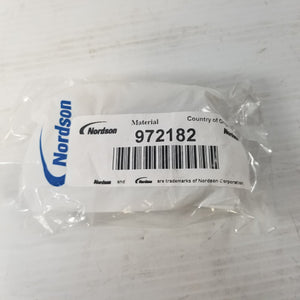 Nordson
Material
Country of O
Nordson
972182
Nordson and Nordson are trademarks of Nordson Corporation.